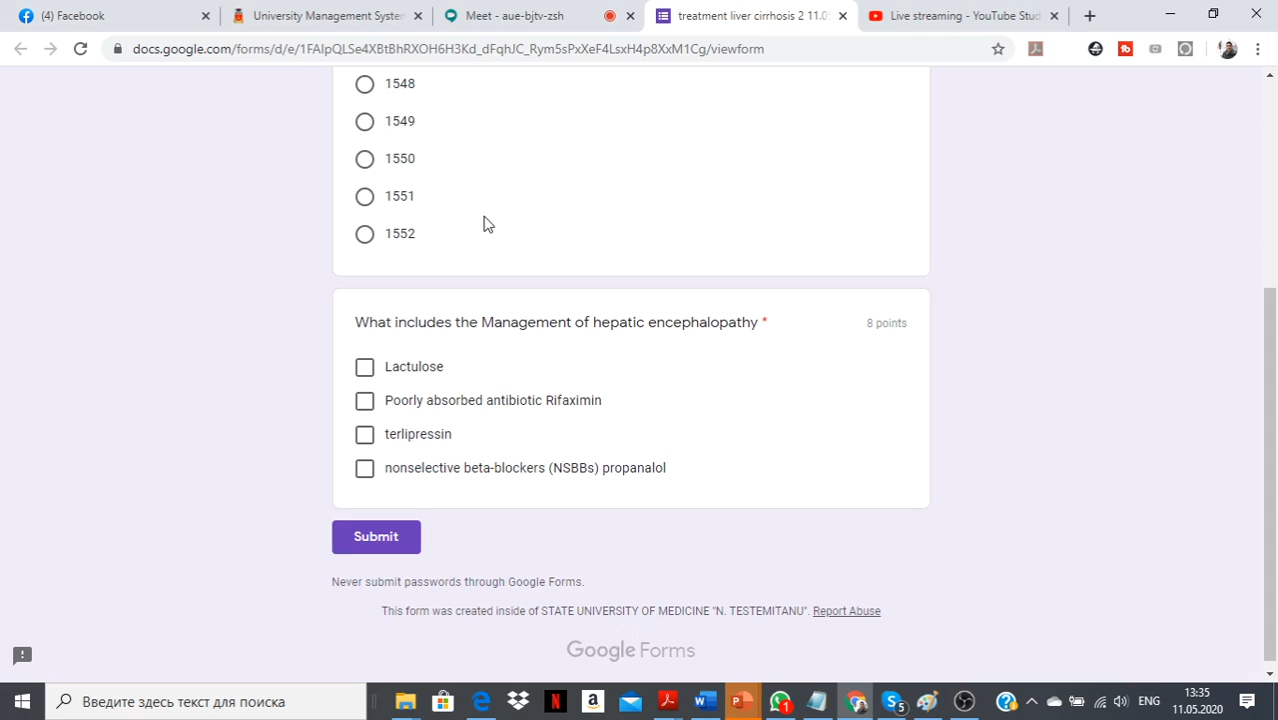 (4) Facebook
University Management Syste
Meet - aue-bjtv-zsh
treatment liver cirrhosis 2 11.0
Live streaming - YouTube Stud
docs.google.com/forms/d/e/1FAIpQLSe4XBtBhRXOH6H3Kd_dFqhJC_Rym5sPxXeF4LsxH4p8XxM1Cg/viewform
1548
1549
1550
1551
1552
What includes the Management of hepatic encephalopathy *
8 points
Lactulose
Poorly absorbed antibiotic Rifaximin
terlipressin
nonselective beta-blockers (NSBBs) propanalol
Submit
Never submit passwords through Google Forms.
This form was created inside of STATE UNIVERSITY OF MEDICINE "N. TESTEMITANU". Report Abuse
Google Forms
Введите здесь текст для поиска
ENG
13:35
11.05.2020